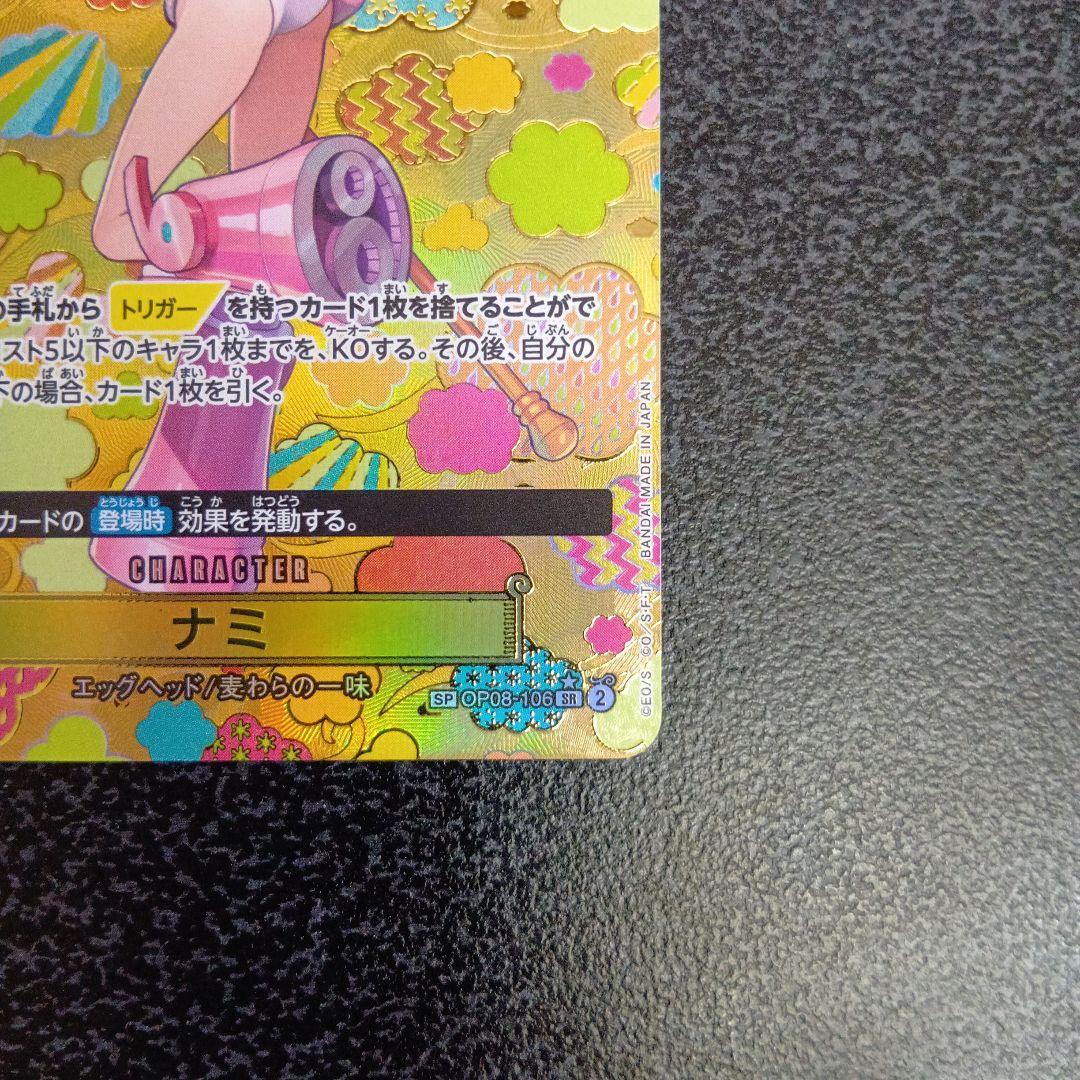 の手札から トリガー を持つカード1枚を捨てることがで
スト5以下のキャラ1枚までを、KOする。その後、自分の
下の場合、カード1枚を引く。
カードの 登場時 効果を発動する。
CHARACTER
ナミ
エッグヘッド/麦わらの一味
SP OP08-106 SR 2
©E.O/S ©O/S・F・T BANDAI MADE IN JAPAN